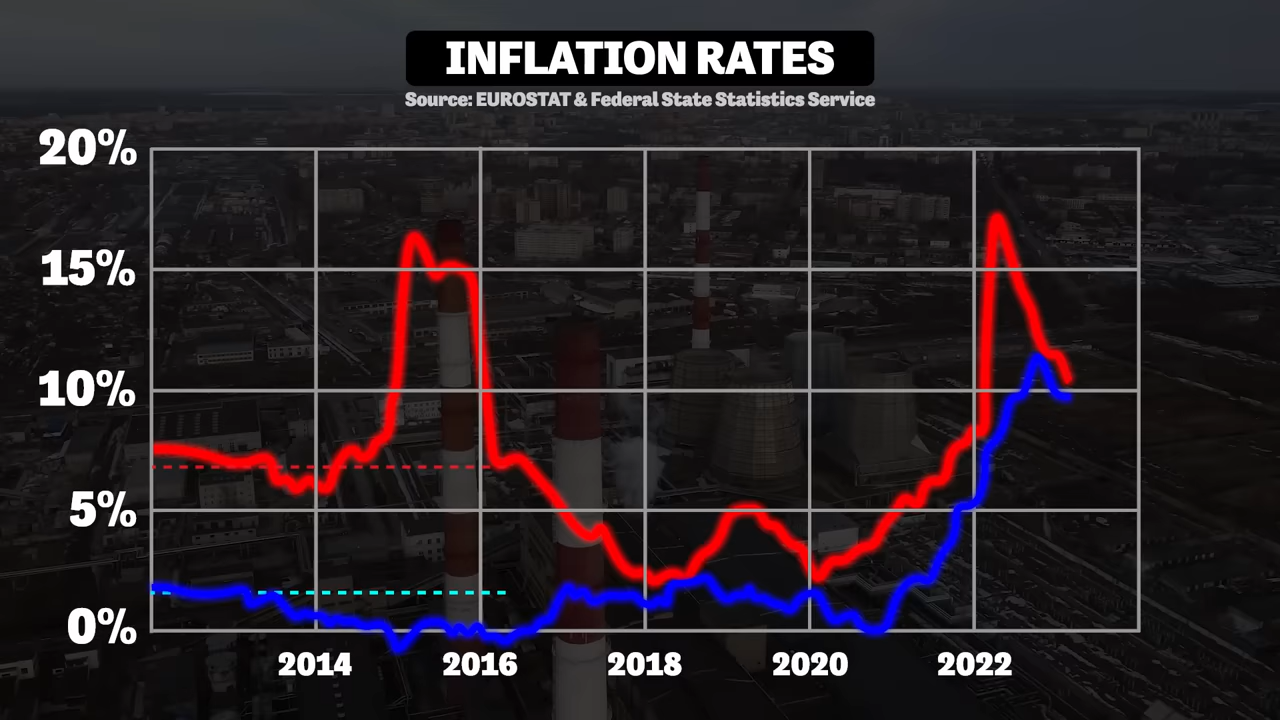 INFLATION RATES
Source: EUROSTAT & Federal State Statistics Service
20%
15%
10%
5%
0%
2014 2016 2018 2020 2022